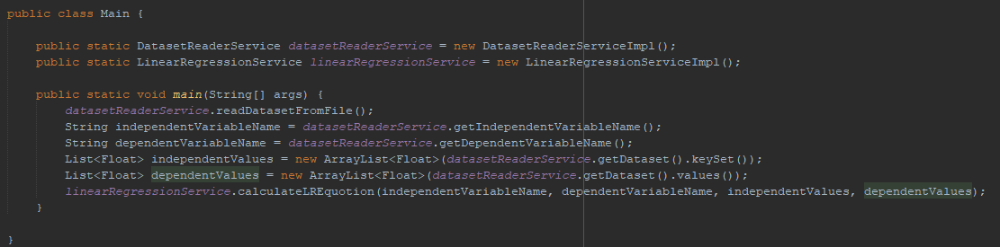 public class Main {
public static DatasetReaderService datasetReaderService = new DatasetReaderServiceImpl();
public static LinearRegressionService linearRegressionService = new LinearRegressionServiceImpl();
public static void main(String[] args) {
datasetReaderService.readDatasetFromFile();
String independentVariableName = datasetReaderService.getIndependentVariableName();
String dependentVariableName = datasetReaderService.getDependentVariableName();
List<Float> independentValues = new ArrayList<Float>(datasetReaderService.getDataset().keySet());
List<Float> dependentValues = new ArrayList<Float>(datasetReaderService.getDataset().values());
linearRegressionService.calculateLREquotion(independentVariableName, dependentVariableName, independentValues, dependentValues);
}
}